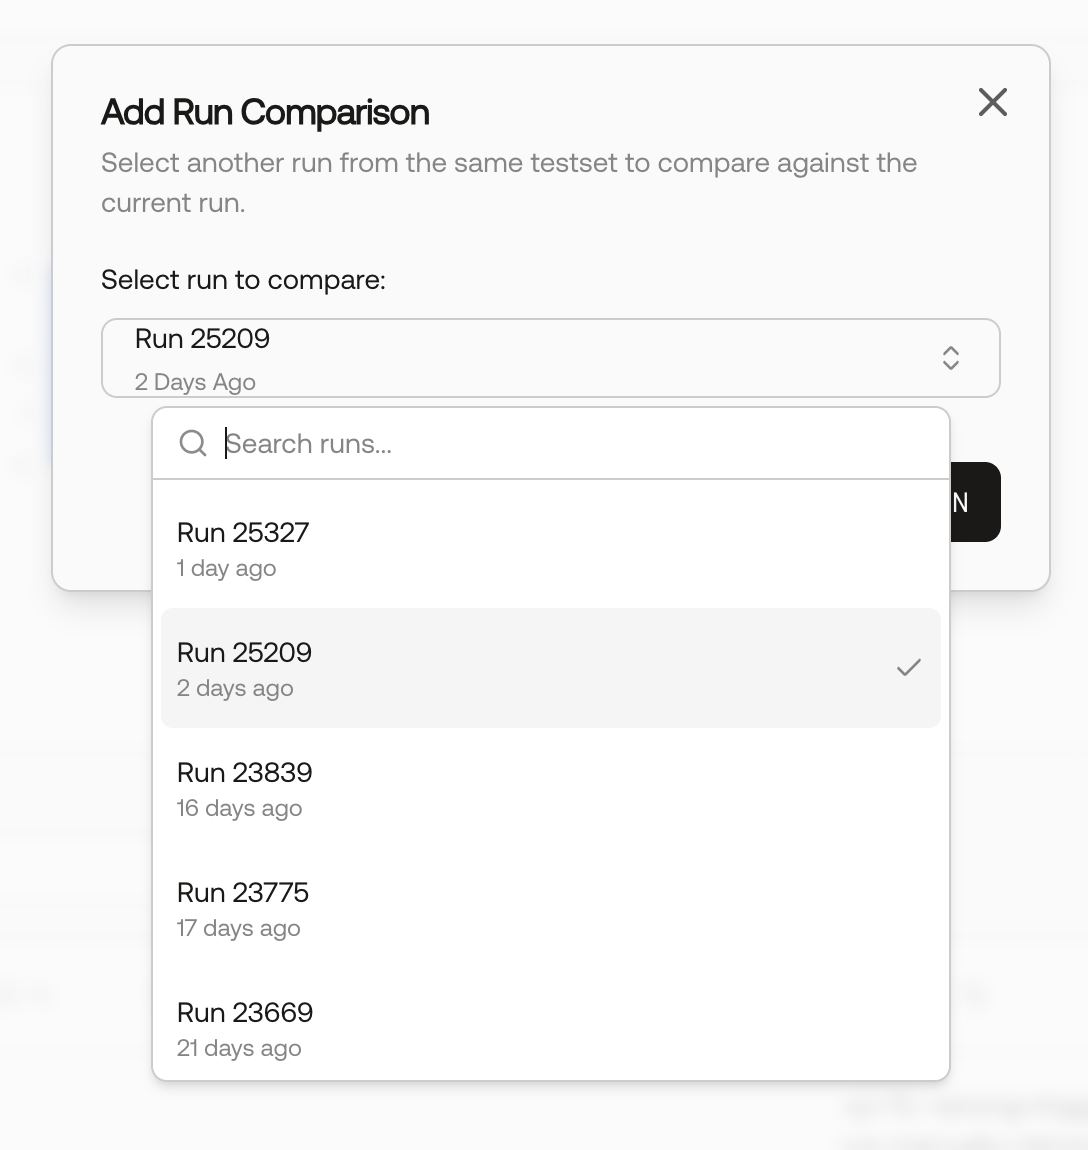 Add Run Comparison
Select another run from the same testset to compare against the
current run.
Select run to compare:
Run 25209
2 Days Ago
Search runs...
N
Run 25327
1 day ago
Run 25209
2 days ago
Run 23839
16 days ago
Run 23775
17 days ago
Run 23669
21 days ago